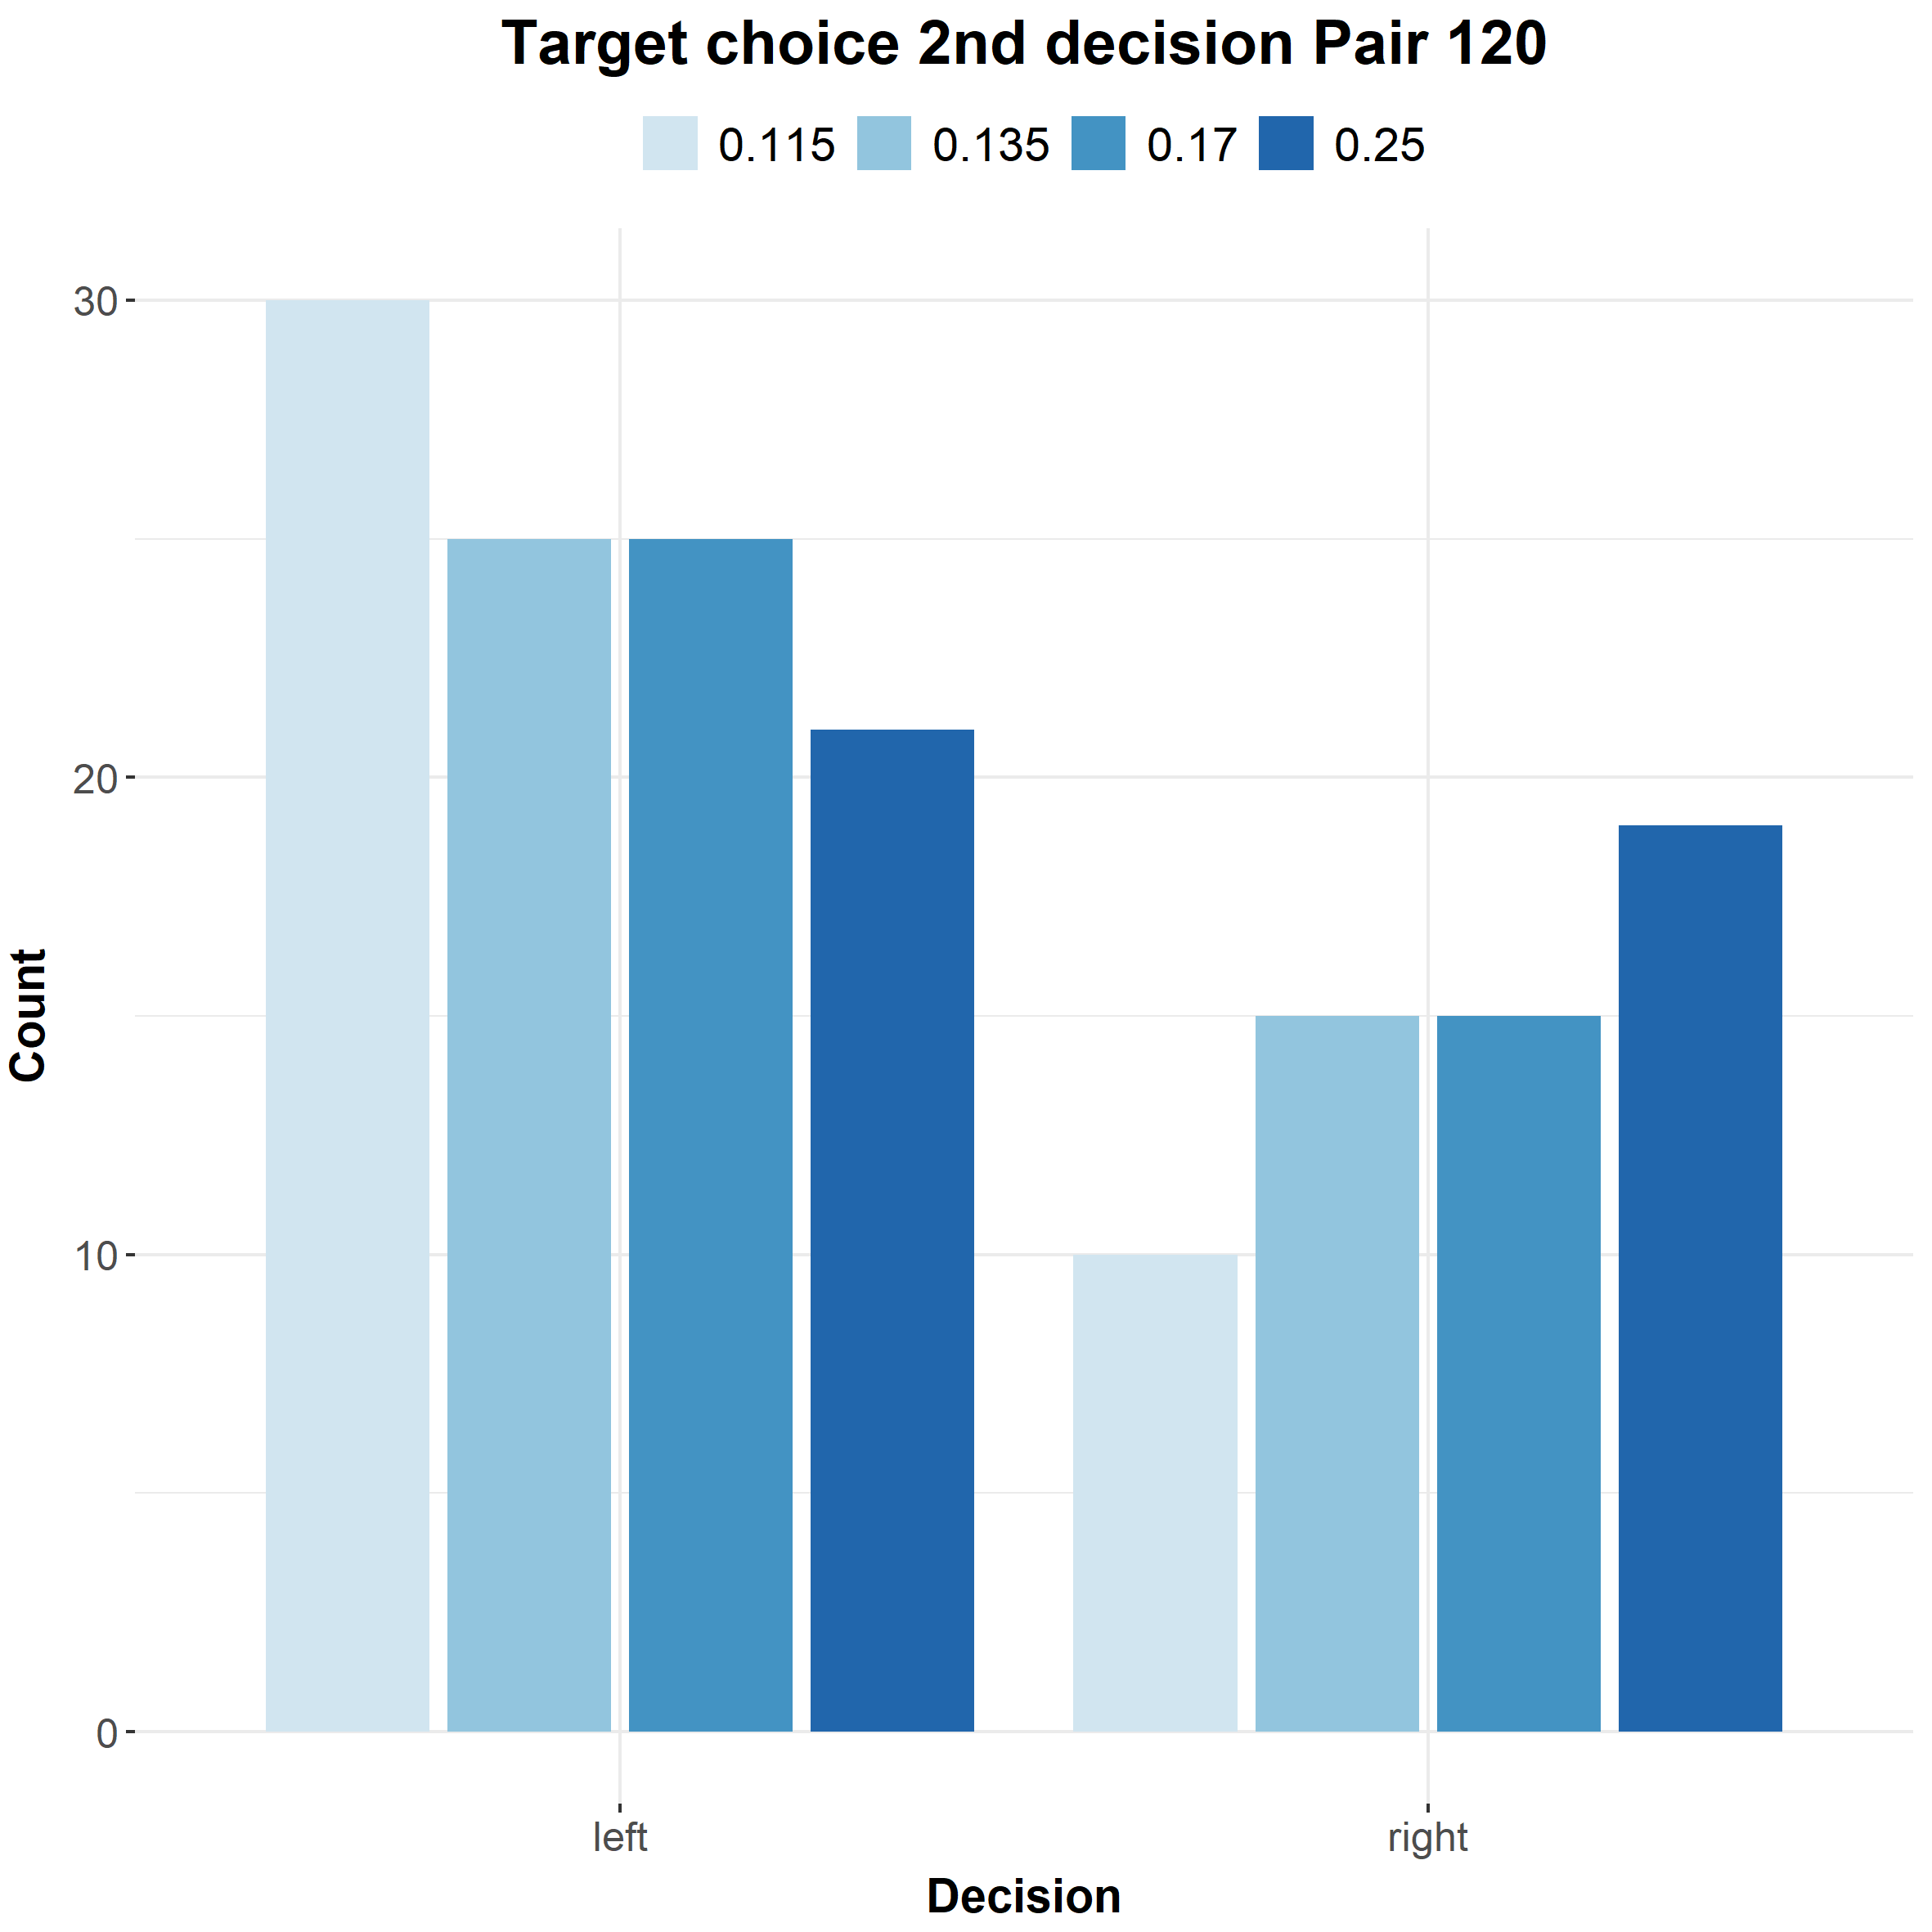 Target choice 2nd decision Pair 120
0.115 0.135 0.17 0.25
30
20
10
0
Count
left right
Decision